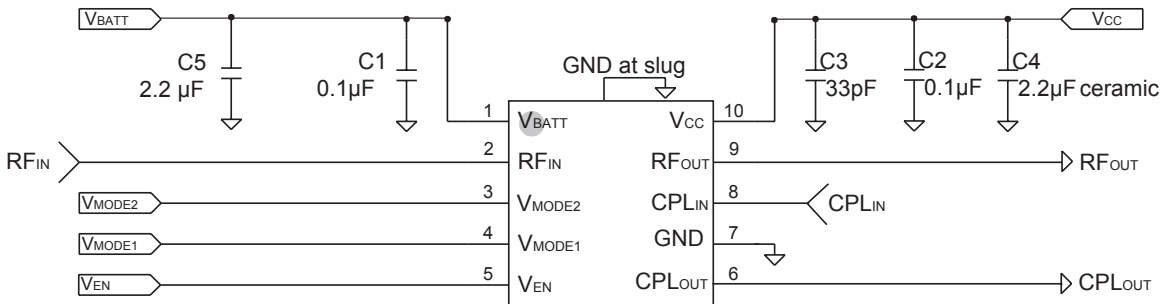 VBATT
VCC
C5
2.2 µF
C1
0.1µF
GND at slug
C3
33pF
C2
0.1µF
C4
2.2µF ceramic
1
VBATT
VCC
10
RFIN
2
RFIN
RFOUT
9
RFOUT
VMODE2
3
VMODE2
CPLIN
8
CPLIN
VMODE1
4
VMODE1
GND
7
VEN
5
VEN
CPLOUT
6
CPLOUT